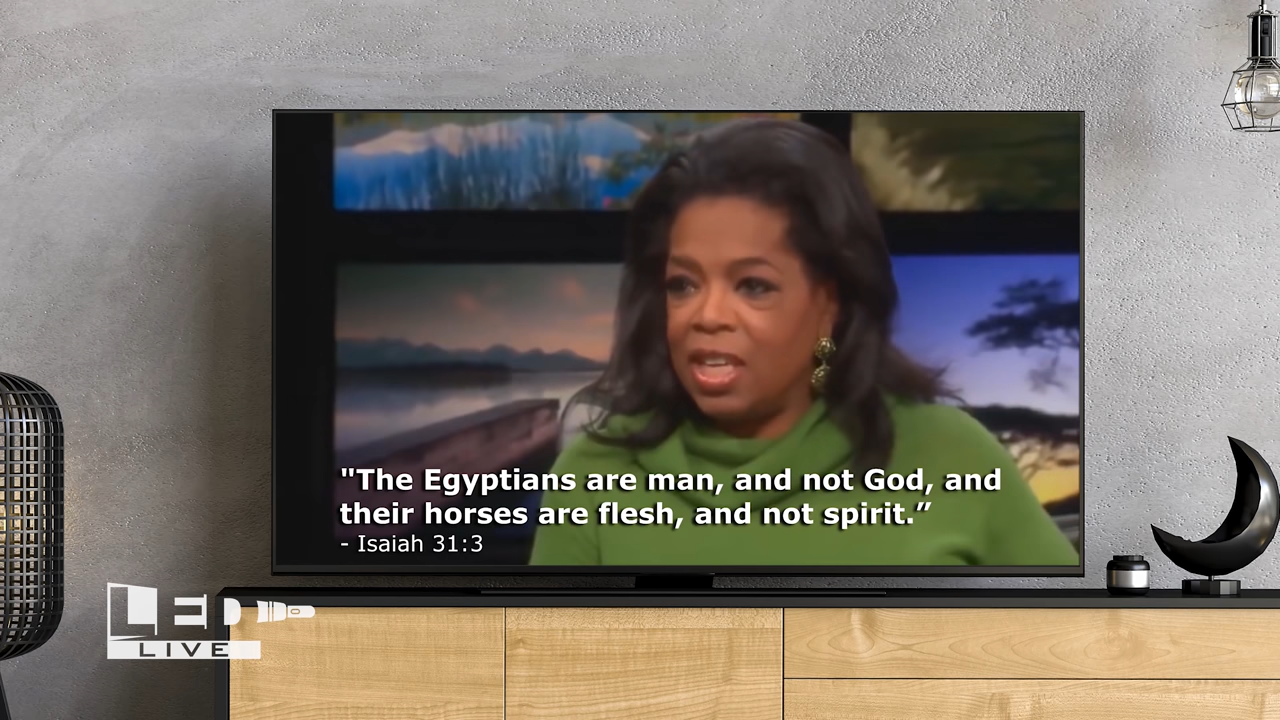 "The Egyptians are man, and not God, and
their horses are flesh, and not spirit.”
- Isaiah 31:3
LED
LIVE